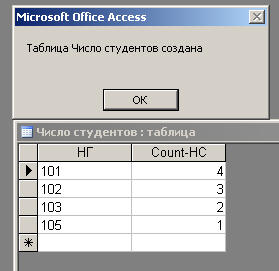 Microsoft Office Access
Таблица Число студентов создана
OK
Число студентов : таблица
НГ Count-НС
101 4
102 3
103 2
105 1